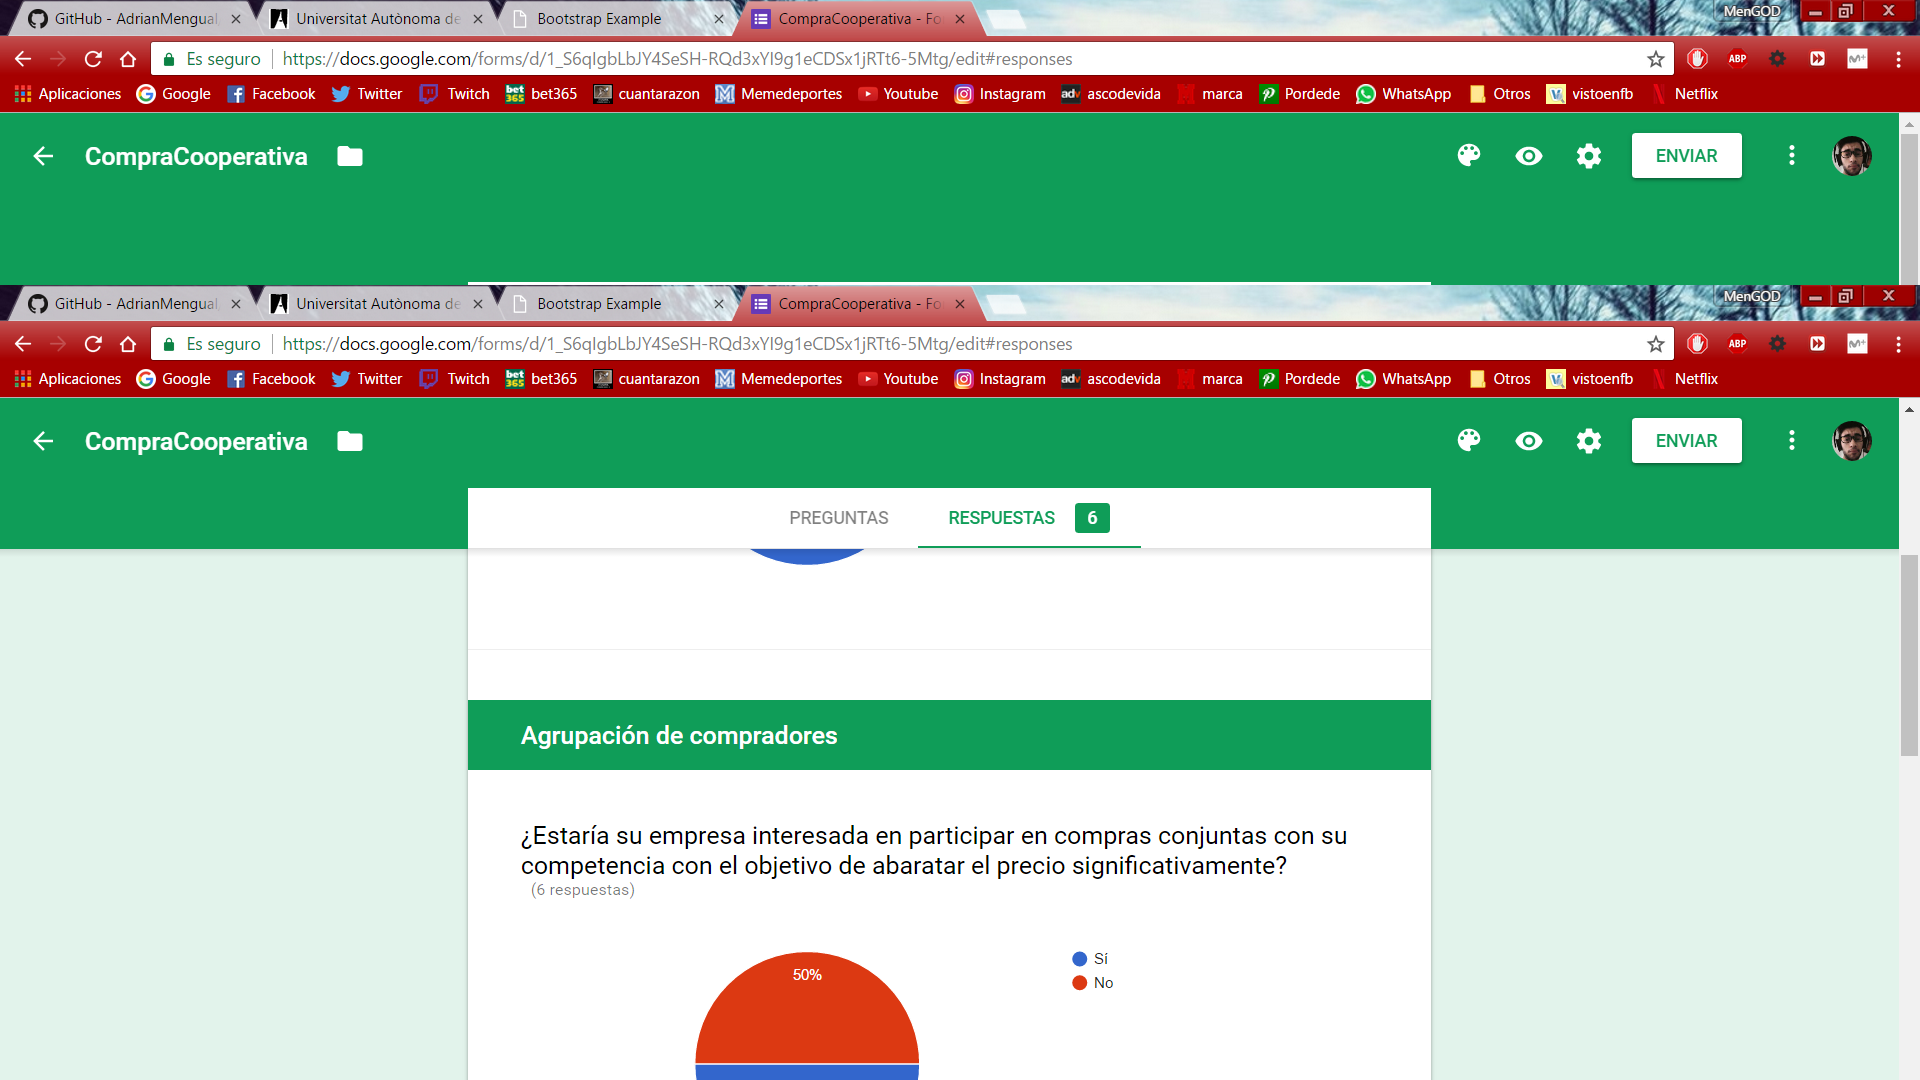 GitHub - AdrianMengual
Universitat Autònoma de
Bootstrap Example
CompraCooperativa - Fo
MenGOD
Es seguro
https://docs.google.com/forms/d/1_S6qIgbLbJY4SeSH-RQd3xYI9g1eCDSx1jRTt6-5Mtg/edit#responses
ABP
Aplicaciones
Google
Facebook
Twitter
Twitch
bet365
cuantarazon
Memedeportes
Youtube
Instagram
adv
ascodevida
marca
Pordede
WhatsApp
Otros
vistoenfb
Netflix
CompraCooperativa
ENVIAR
GitHub - AdrianMengual
Universitat Autònoma de
Bootstrap Example
CompraCooperativa - Fo
MenGOD
Es seguro
https://docs.google.com/forms/d/1_S6qIgbLbJY4SeSH-RQd3xYI9g1eCDSx1jRTt6-5Mtg/edit#responses
ABP
Aplicaciones
Google
Facebook
Twitter
Twitch
bet365
cuantarazon
Memedeportes
Youtube
Instagram
adv
ascodevida
marca
Pordede
WhatsApp
Otros
vistoenfb
Netflix
CompraCooperativa
ENVIAR
PREGUNTAS
RESPUESTAS
6
Agrupación de compradores
¿Estaría su empresa interesada en participar en compras conjuntas con su
competencia con el objetivo de abaratar el precio significativamente?
(6 respuestas)
50%
Sí
No